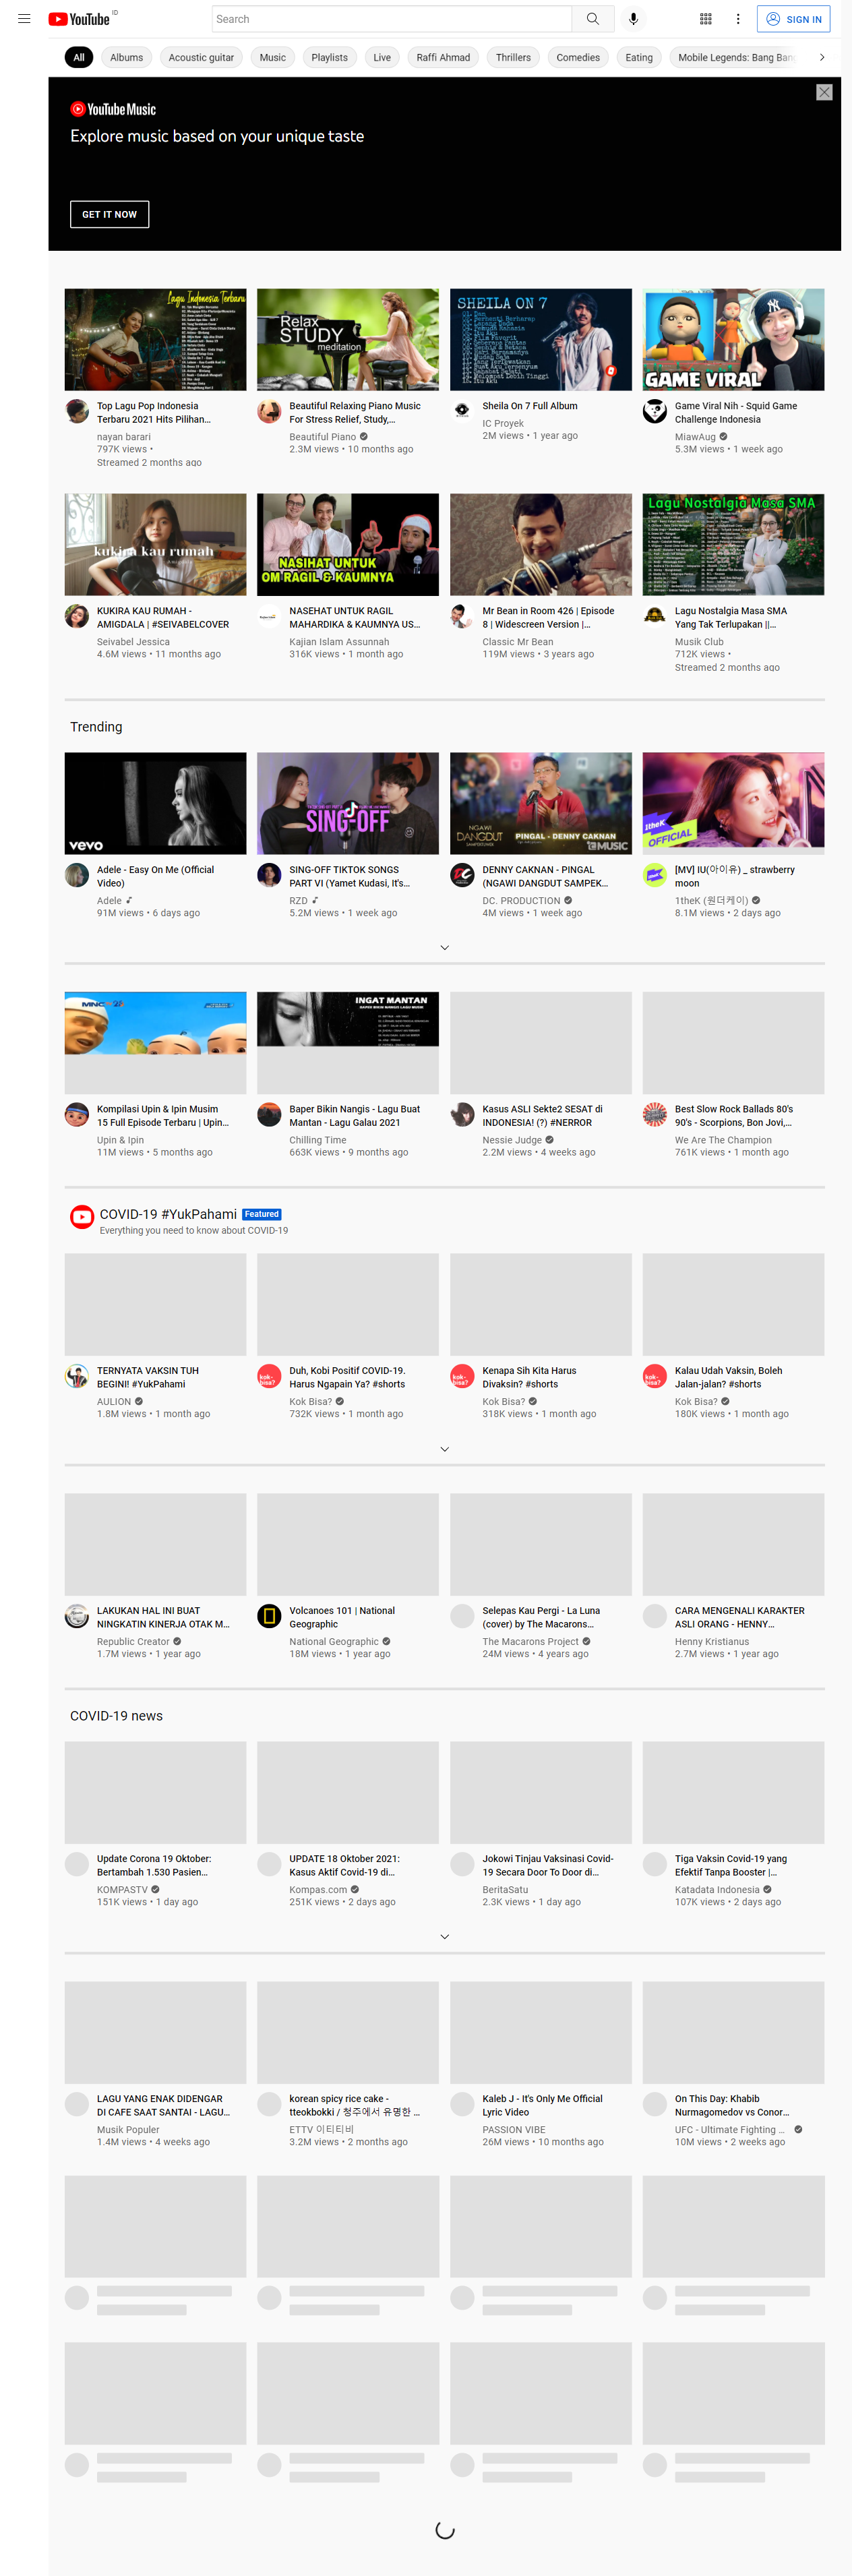 YouTube ID
Search
SIGN IN
All
Albums
Acoustic guitar
Music
Playlists
Live
Raffi Ahmad
Thrillers
Comedies
Eating
Mobile Legends: Bang Bang
YouTube Music
Explore music based on your unique taste
GET IT NOW
Lagu Indonesia Terbaru
Relax
STUDY
meditation
SHEILA ON 7
GAME VIRAL
Top Lagu Pop Indonesia
Terbaru 2021 Hits Pilihan...
nayan barari
797K views •
Streamed 2 months ago
Beautiful Relaxing Piano Music
For Stress Relief, Study,...
Beautiful Piano
2.3M views • 10 months ago
Sheila On 7 Full Album
IC Proyek
2M views • 1 year ago
Game Viral Nih - Squid Game
Challenge Indonesia
MiawAug
5.3M views • 1 week ago
kukira kau rumah
NASIHAT UNTUK
OM RAGIL & KAUMNYA
Lagu Nostalgia Masa SMA
KUKIRA KAU RUMAH -
AMIGDALA | #SEIVABELCOVER
Seivabel Jessica
4.6M views • 11 months ago
NASEHAT UNTUK RAGIL
MAHARDIKA & KAUMNYA US...
Kajian Islam Assunnah
316K views • 1 month ago
Mr Bean in Room 426 | Episode
8 | Widescreen Version |...
Classic Mr Bean
119M views • 3 years ago
Lagu Nostalgia Masa SMA
Yang Tak Terlupakan ||...
Musik Club
712K views •
Streamed 2 months ago
Trending
vevo
SING-OFF
NGAWI
DANGDUT
PINGAL - DENNY CAKNAN
MUSIC
1theK
OFFICIAL
Adele - Easy On Me (Official
Video)
Adele
91M views • 6 days ago
SING-OFF TIKTOK SONGS
PART VI (Yamet Kudasi, It's...
RZD
5.2M views • 1 week ago
DENNY CAKNAN - PINGAL
(NGAWI DANGDUT SAMPEK...
DC. PRODUCTION
4M views • 1 week ago
[MV] IU(아이유) _ strawberry
moon
1theK (원더케이)
8.1M views • 2 days ago
INGAT MANTAN
Kompilasi Upin & Ipin Musim
15 Full Episode Terbaru | Upin...
Upin & Ipin
11M views • 5 months ago
Baper Bikin Nangis - Lagu Buat
Mantan - Lagu Galau 2021
Chilling Time
663K views • 9 months ago
Kasus ASLI Sekte2 SESAT di
INDONESIA! (?) #NERROR
Nessie Judge
2.2M views • 4 weeks ago
Best Slow Rock Ballads 80's
90's - Scorpions, Bon Jovi,...
We Are The Champion
761K views • 1 month ago
COVID-19 #YukPahami Featured
Everything you need to know about COVID-19
TERNYATA VAKSIN TUH
BEGINI! #YukPahami
AULION
1.8M views • 1 month ago
kok-
bisa?
Duh, Kobi Positif COVID-19.
Harus Ngapain Ya? #shorts
Kok Bisa?
732K views • 1 month ago
kok-
bisa?
Kenapa Sih Kita Harus
Divaksin? #shorts
Kok Bisa?
318K views • 1 month ago
kok-
bisa?
Kalau Udah Vaksin, Boleh
Jalan-jalan? #shorts
Kok Bisa?
180K views • 1 month ago
LAKUKAN HAL INI BUAT
NINGKATIN KINERJA OTAK M...
Republic Creator
1.7M views • 1 year ago
Volcanoes 101 | National
Geographic
National Geographic
18M views • 1 year ago
Selepas Kau Pergi - La Luna
(cover) by The Macarons...
The Macarons Project
24M views • 4 years ago
CARA MENGENALI KARAKTER
ASLI ORANG - HENNY...
Henny Kristianus
2.7M views • 1 year ago
COVID-19 news
Update Corona 19 Oktober:
Bertambah 1.530 Pasien...
KOMPASTV
151K views • 1 day ago
UPDATE 18 Oktober 2021:
Kasus Aktif Covid-19 di...
Kompas.com
251K views • 2 days ago
Jokowi Tinjau Vaksinasi Covid-
19 Secara Door To Door di...
BeritaSatu
2.3K views • 1 day ago
Tiga Vaksin Covid-19 yang
Efektif Tanpa Booster |...
Katadata Indonesia
107K views • 2 days ago
LAGU YANG ENAK DIDENGAR
DI CAFE SAAT SANTAI - LAGU...
Musik Populer
1.4M views • 4 weeks ago
korean spicy rice cake -
tteokbokki / 청주에서 유명한 ...
ETTV 이티티비
3.2M views • 2 months ago
Kaleb J - It's Only Me Official
Lyric Video
PASSION VIBE
26M views • 10 months ago
On This Day: Khabib
Nurmagomedov vs Conor...
UFC - Ultimate Fighting ...
10M views • 2 weeks ago